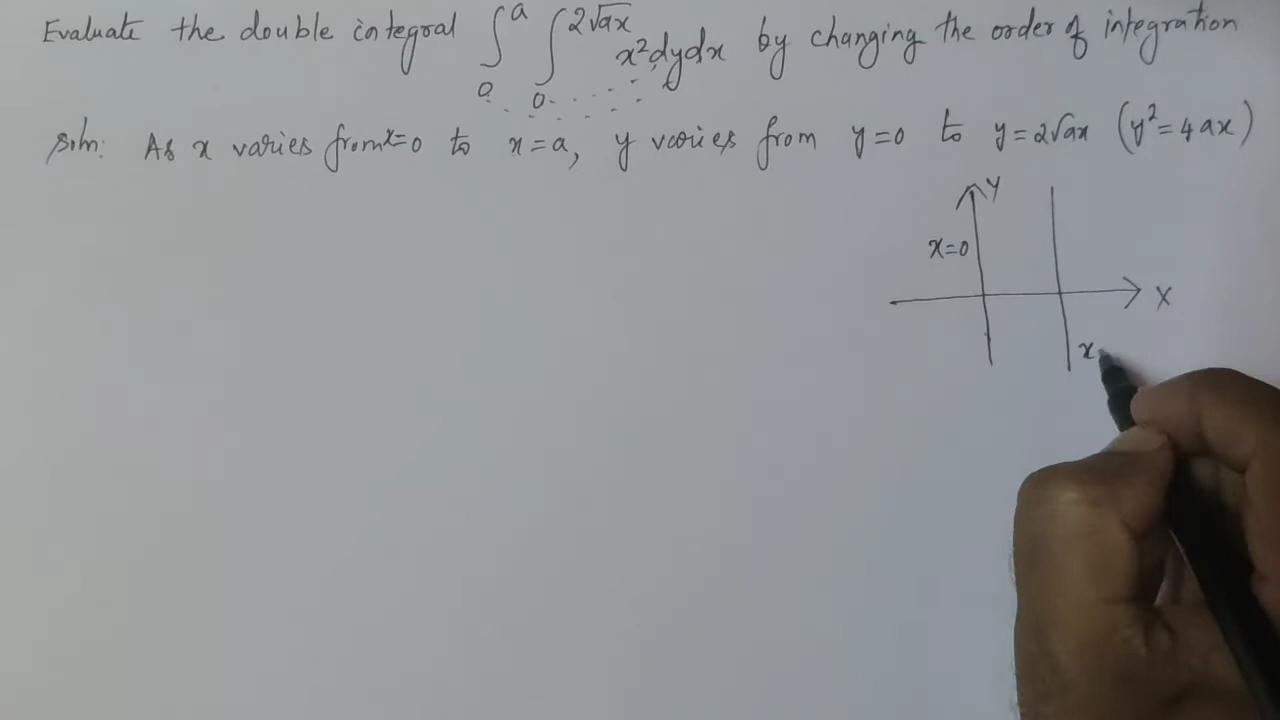 Evaluate the double integral ∫₀ᵃ ∫₀^{2√ax} x²dydx by changing the order of integration
Soln: As x varies from x=0 to x=a, y varies from y=0 to y=2√ax (y²=4ax)
Y
x=0
X
x